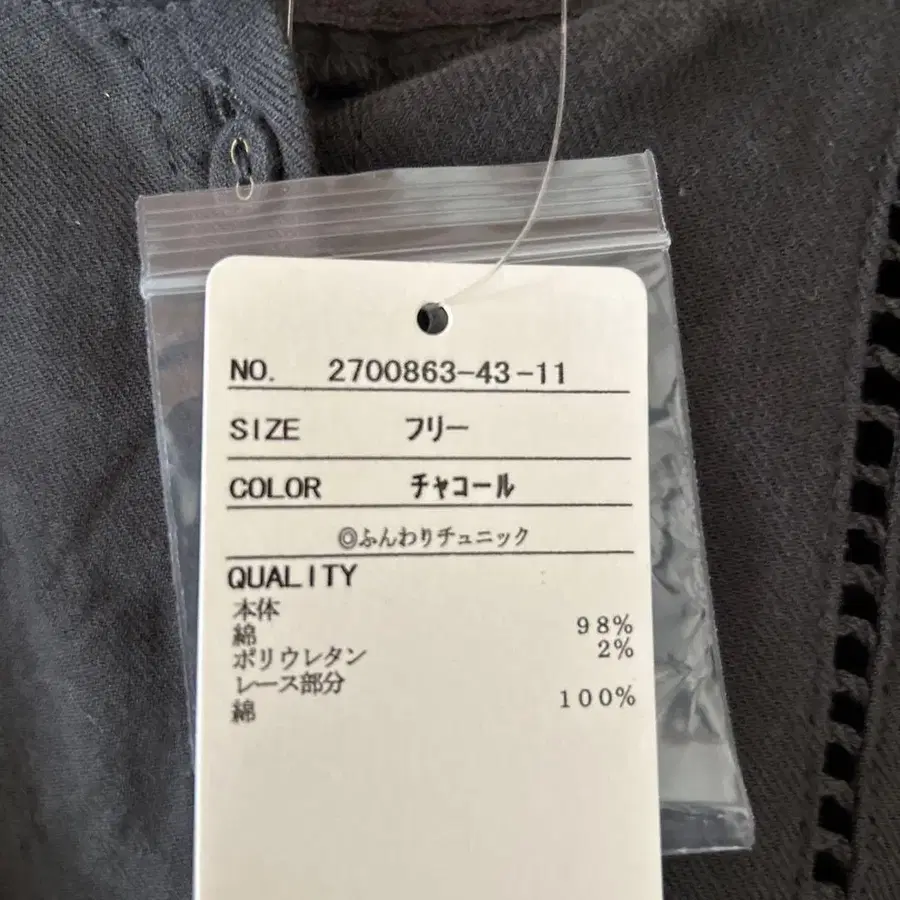 NO. 2700863-43-11
SIZE フリー
COLOR チャコール
◎ふんわりチュニック
QUALITY
本体
綿 98%
ポリウレタン 2%
レース部分
綿 100%